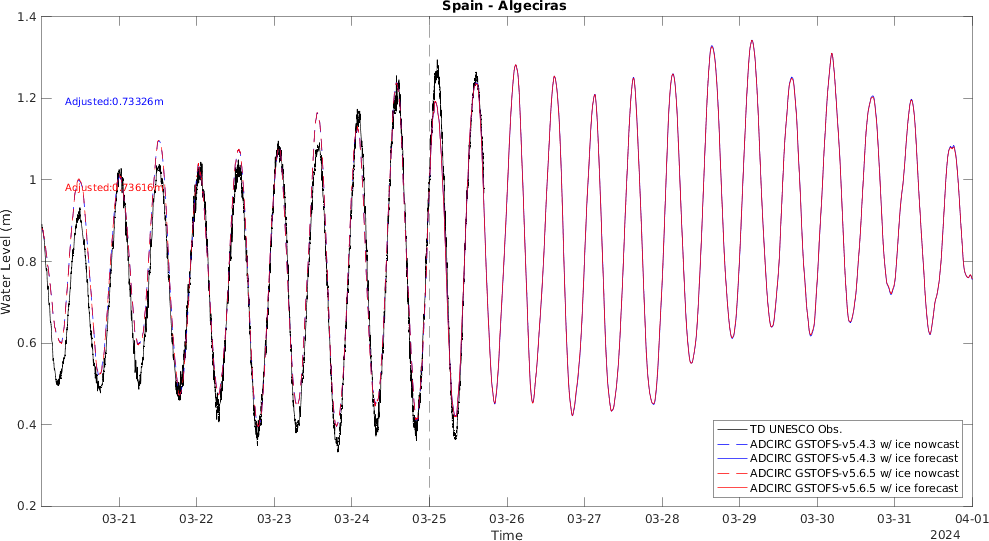 Spain - Algeciras
1.4
1.2
1
0.8
0.6
0.4
0.2
Water Level (m)
Adjusted:0.73326m
Adjusted:0.73616m
TD UNESCO Obs.
ADCIRC GSTOFS-v5.4.3 w/ ice nowcast
ADCIRC GSTOFS-v5.4.3 w/ ice forecast
ADCIRC GSTOFS-v5.6.5 w/ ice nowcast
ADCIRC GSTOFS-v5.6.5 w/ ice forecast
03-21 03-22 03-23 03-24 03-25 03-26 03-27 03-28 03-29 03-30 03-31 04-01
Time
2024